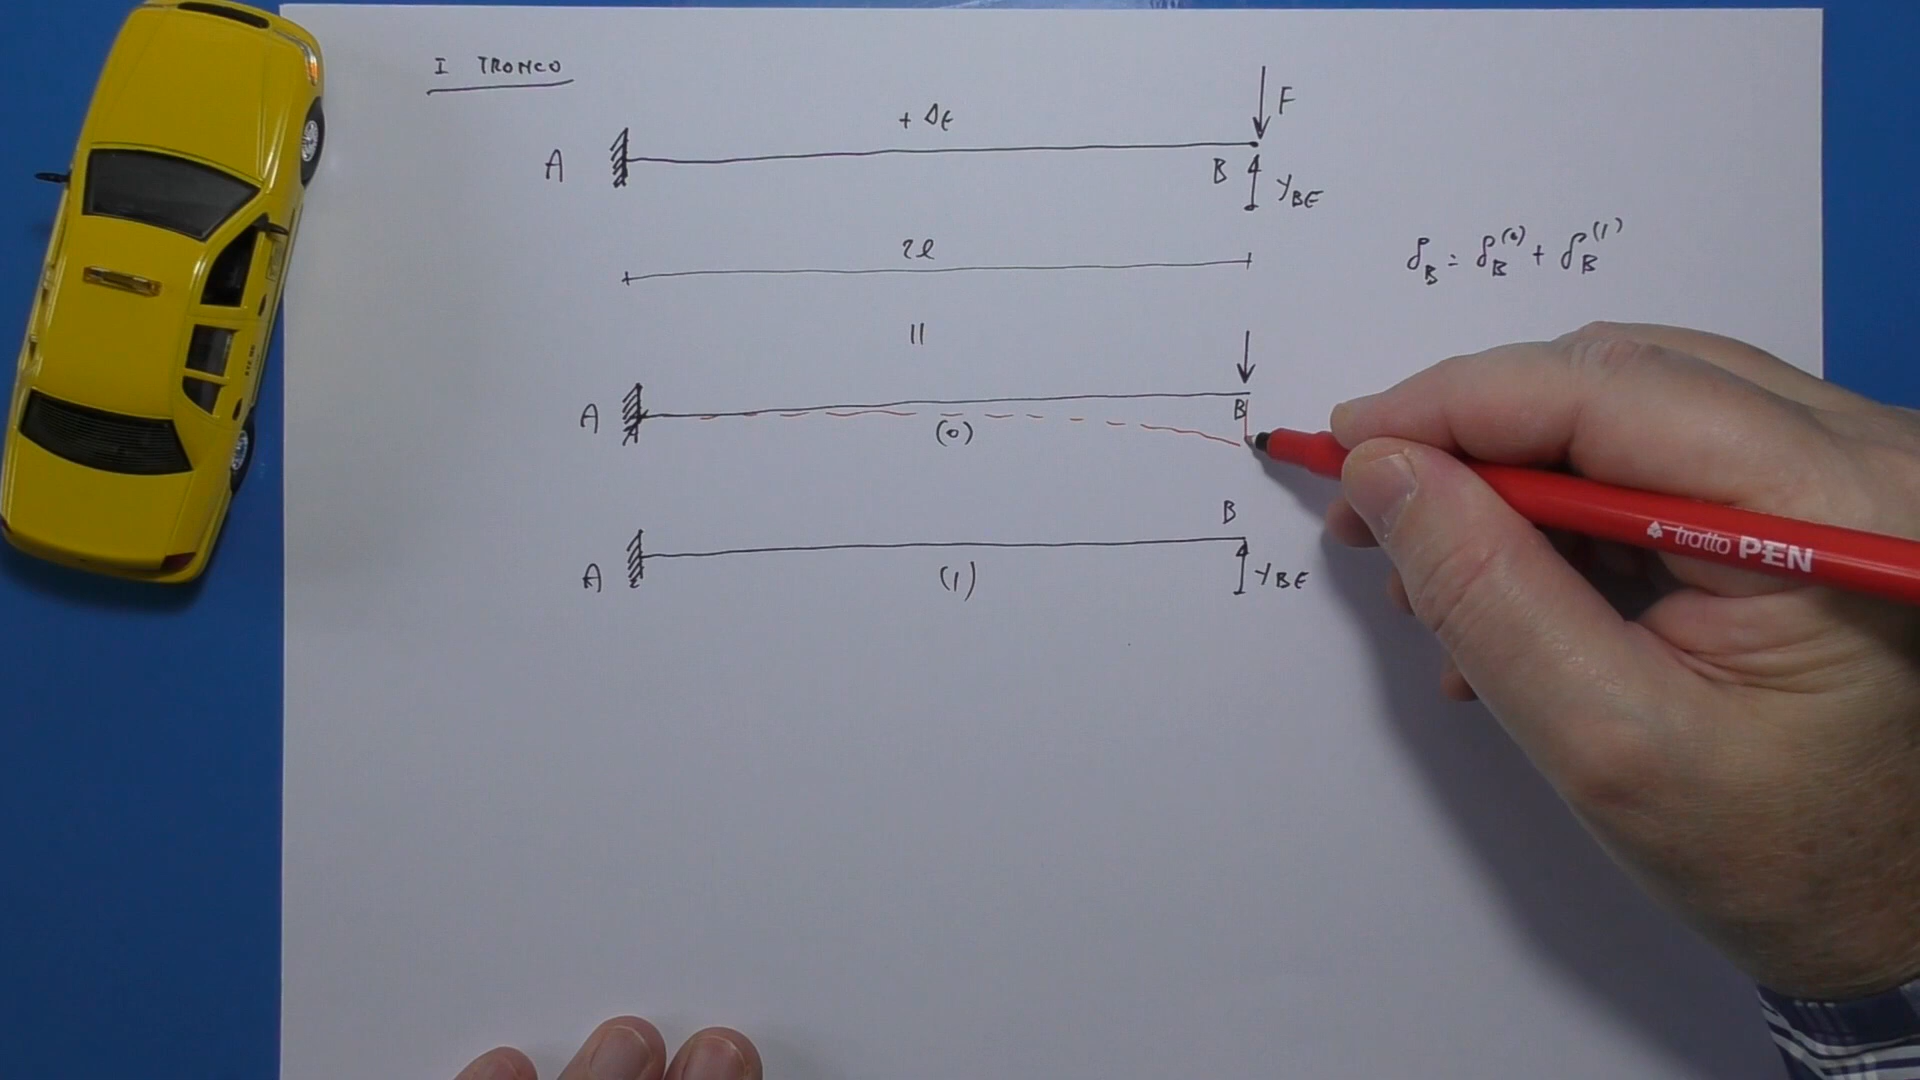 I TRONCO
+ Δt
F
A
B
Y_BE
2l
δ_B = δ_B^(0) + δ_B^(1)
||
A
B
A
(0)
B
A
(1)
Y_BE
tratto PEN